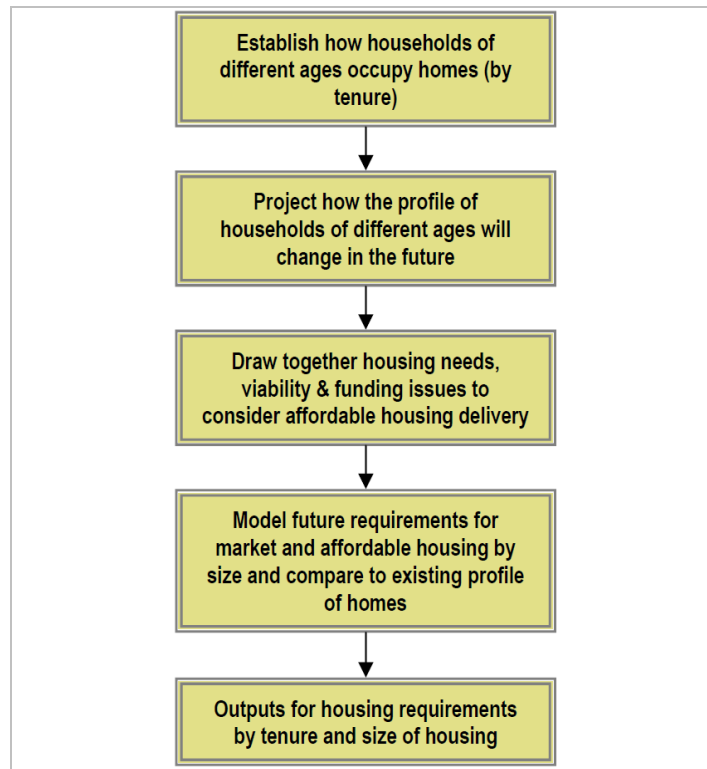 Establish how households of
different ages occupy homes (by
tenure)
Project how the profile of
households of different ages will
change in the future
Draw together housing needs,
viability & funding issues to
consider affordable housing delivery
Model future requirements for
market and affordable housing by
size and compare to existing profile
of homes
Outputs for housing requirements
by tenure and size of housing